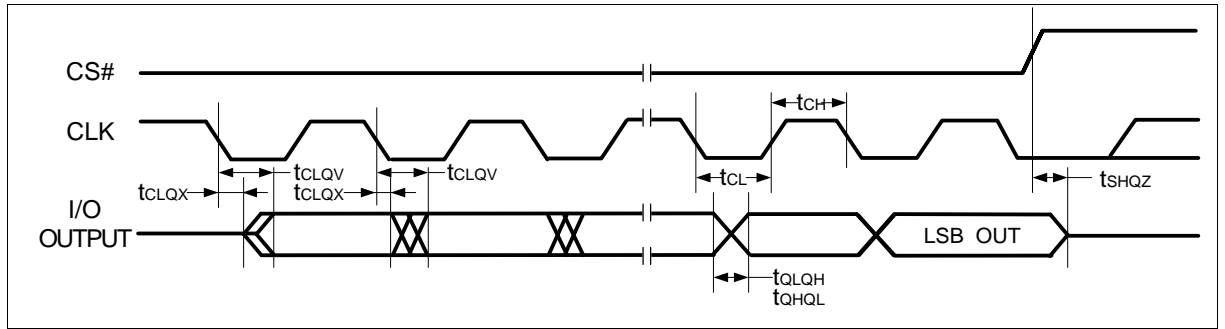 CS#
tCH
CLK
tCLQV
tCLQV
tCLQX
tCLQX
tCL
tSHQZ
I/O
OUTPUT
LSB OUT
tQLQH
tQHQL